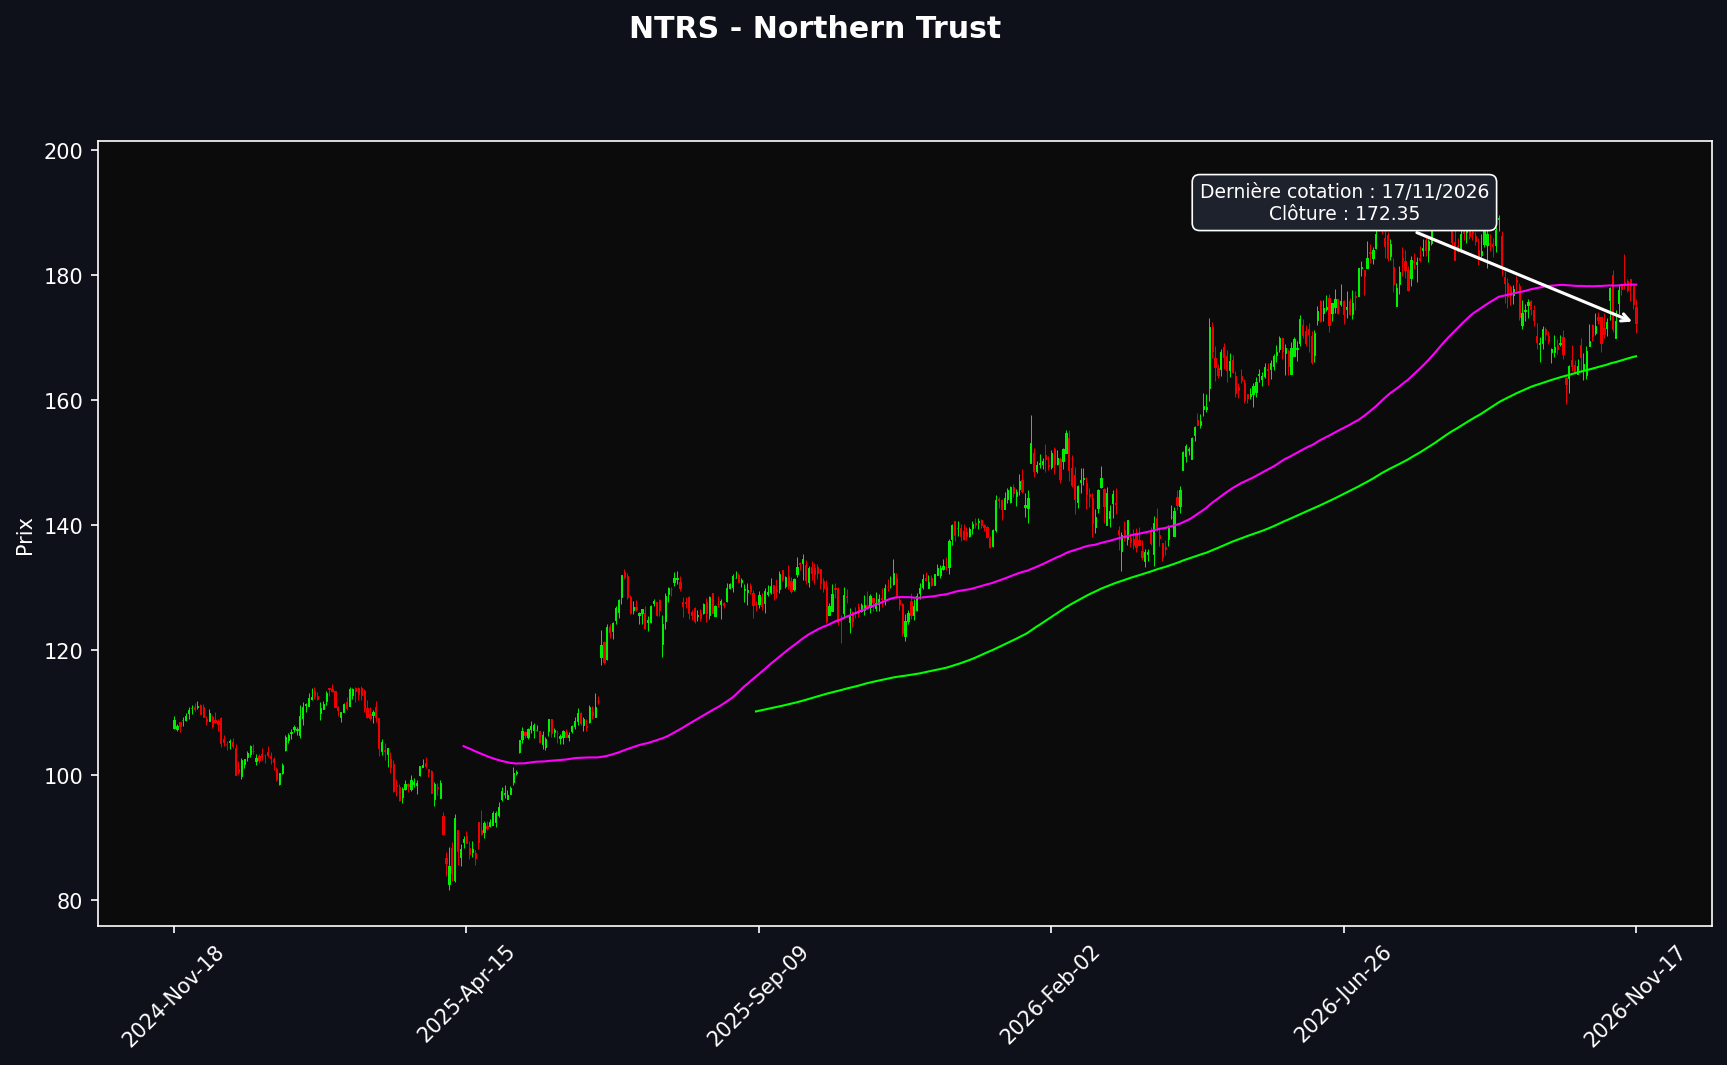 NTRS - Northern Trust
Dernière cotation : 17/11/2026
Clôture : 172.35
Prix
200
180
160
140
120
100
80
2024-Nov-18
2025-Apr-15
2025-Sep-09
2026-Feb-02
2026-Jun-26
2026-Nov-17